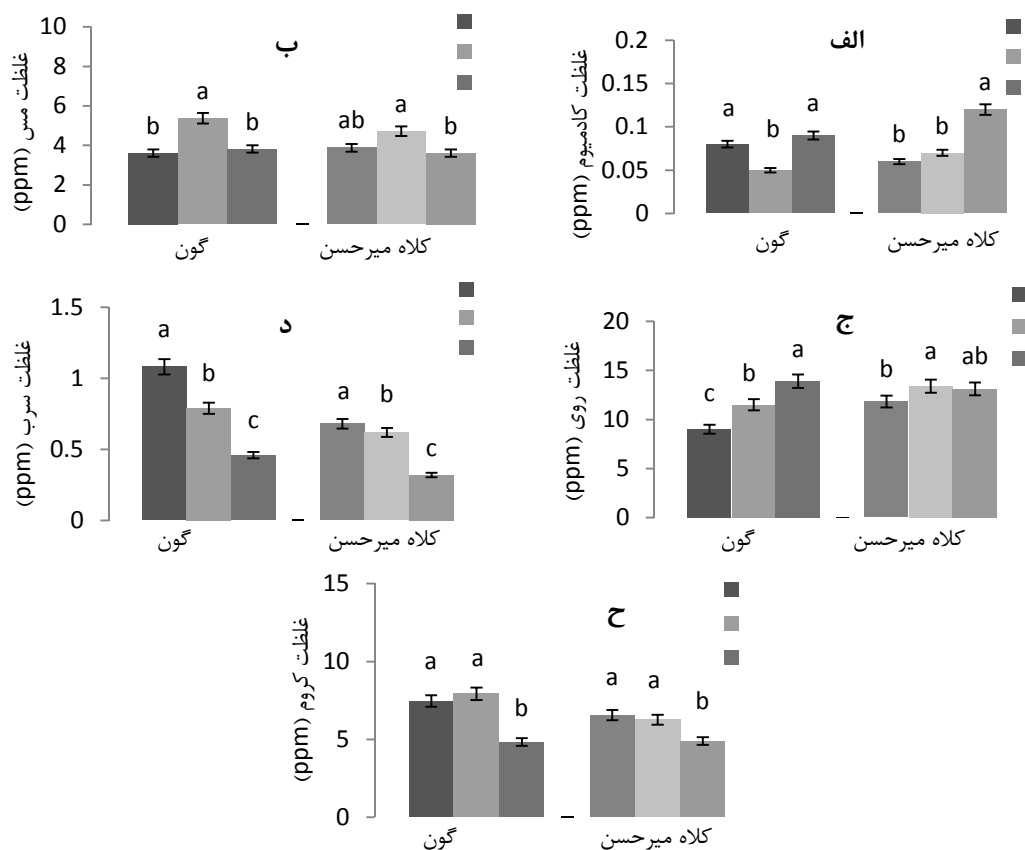 الف
غلظت کادمیوم (ppm)
0.2
0.15
0.1
0.05
0
a
b
a
b
b
a
گون
کلاه میرحسن
ب
غلظت مس (ppm)
10
8
6
4
2
0
b
a
b
ab
a
b
گون
کلاه میرحسن
ج
غلظت روی (ppm)
20
15
10
5
0
c
b
a
b
a
ab
گون
کلاه میرحسن
د
غلظت سرب (ppm)
1.5
1
0.5
0
a
b
c
a
b
c
گون
کلاه میرحسن
ح
غلظت کروم (ppm)
15
10
5
0
a
a
b
a
a
b
گون
کلاه میرحسن